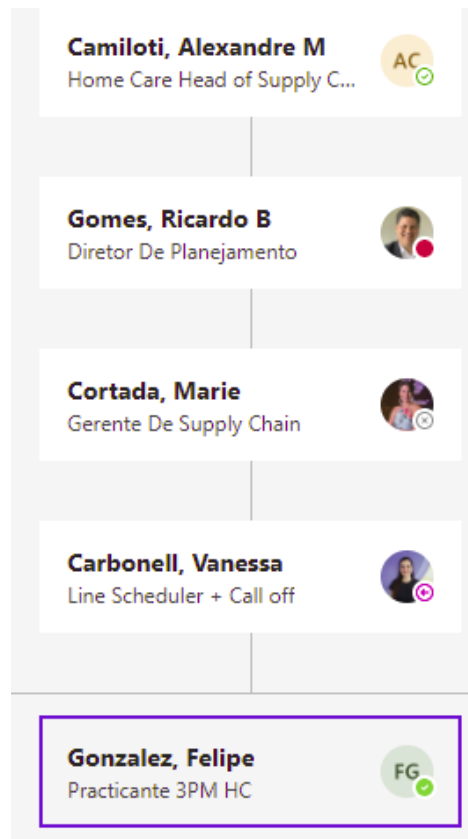 Camiloti, Alexandre M
Home Care Head of Supply C...
AC
Gomes, Ricardo B
Diretor De Planejamento
Cortada, Marie
Gerente De Supply Chain
Carbonell, Vanessa
Line Scheduler + Call off
Gonzalez, Felipe
Practicante 3PM HC
FG